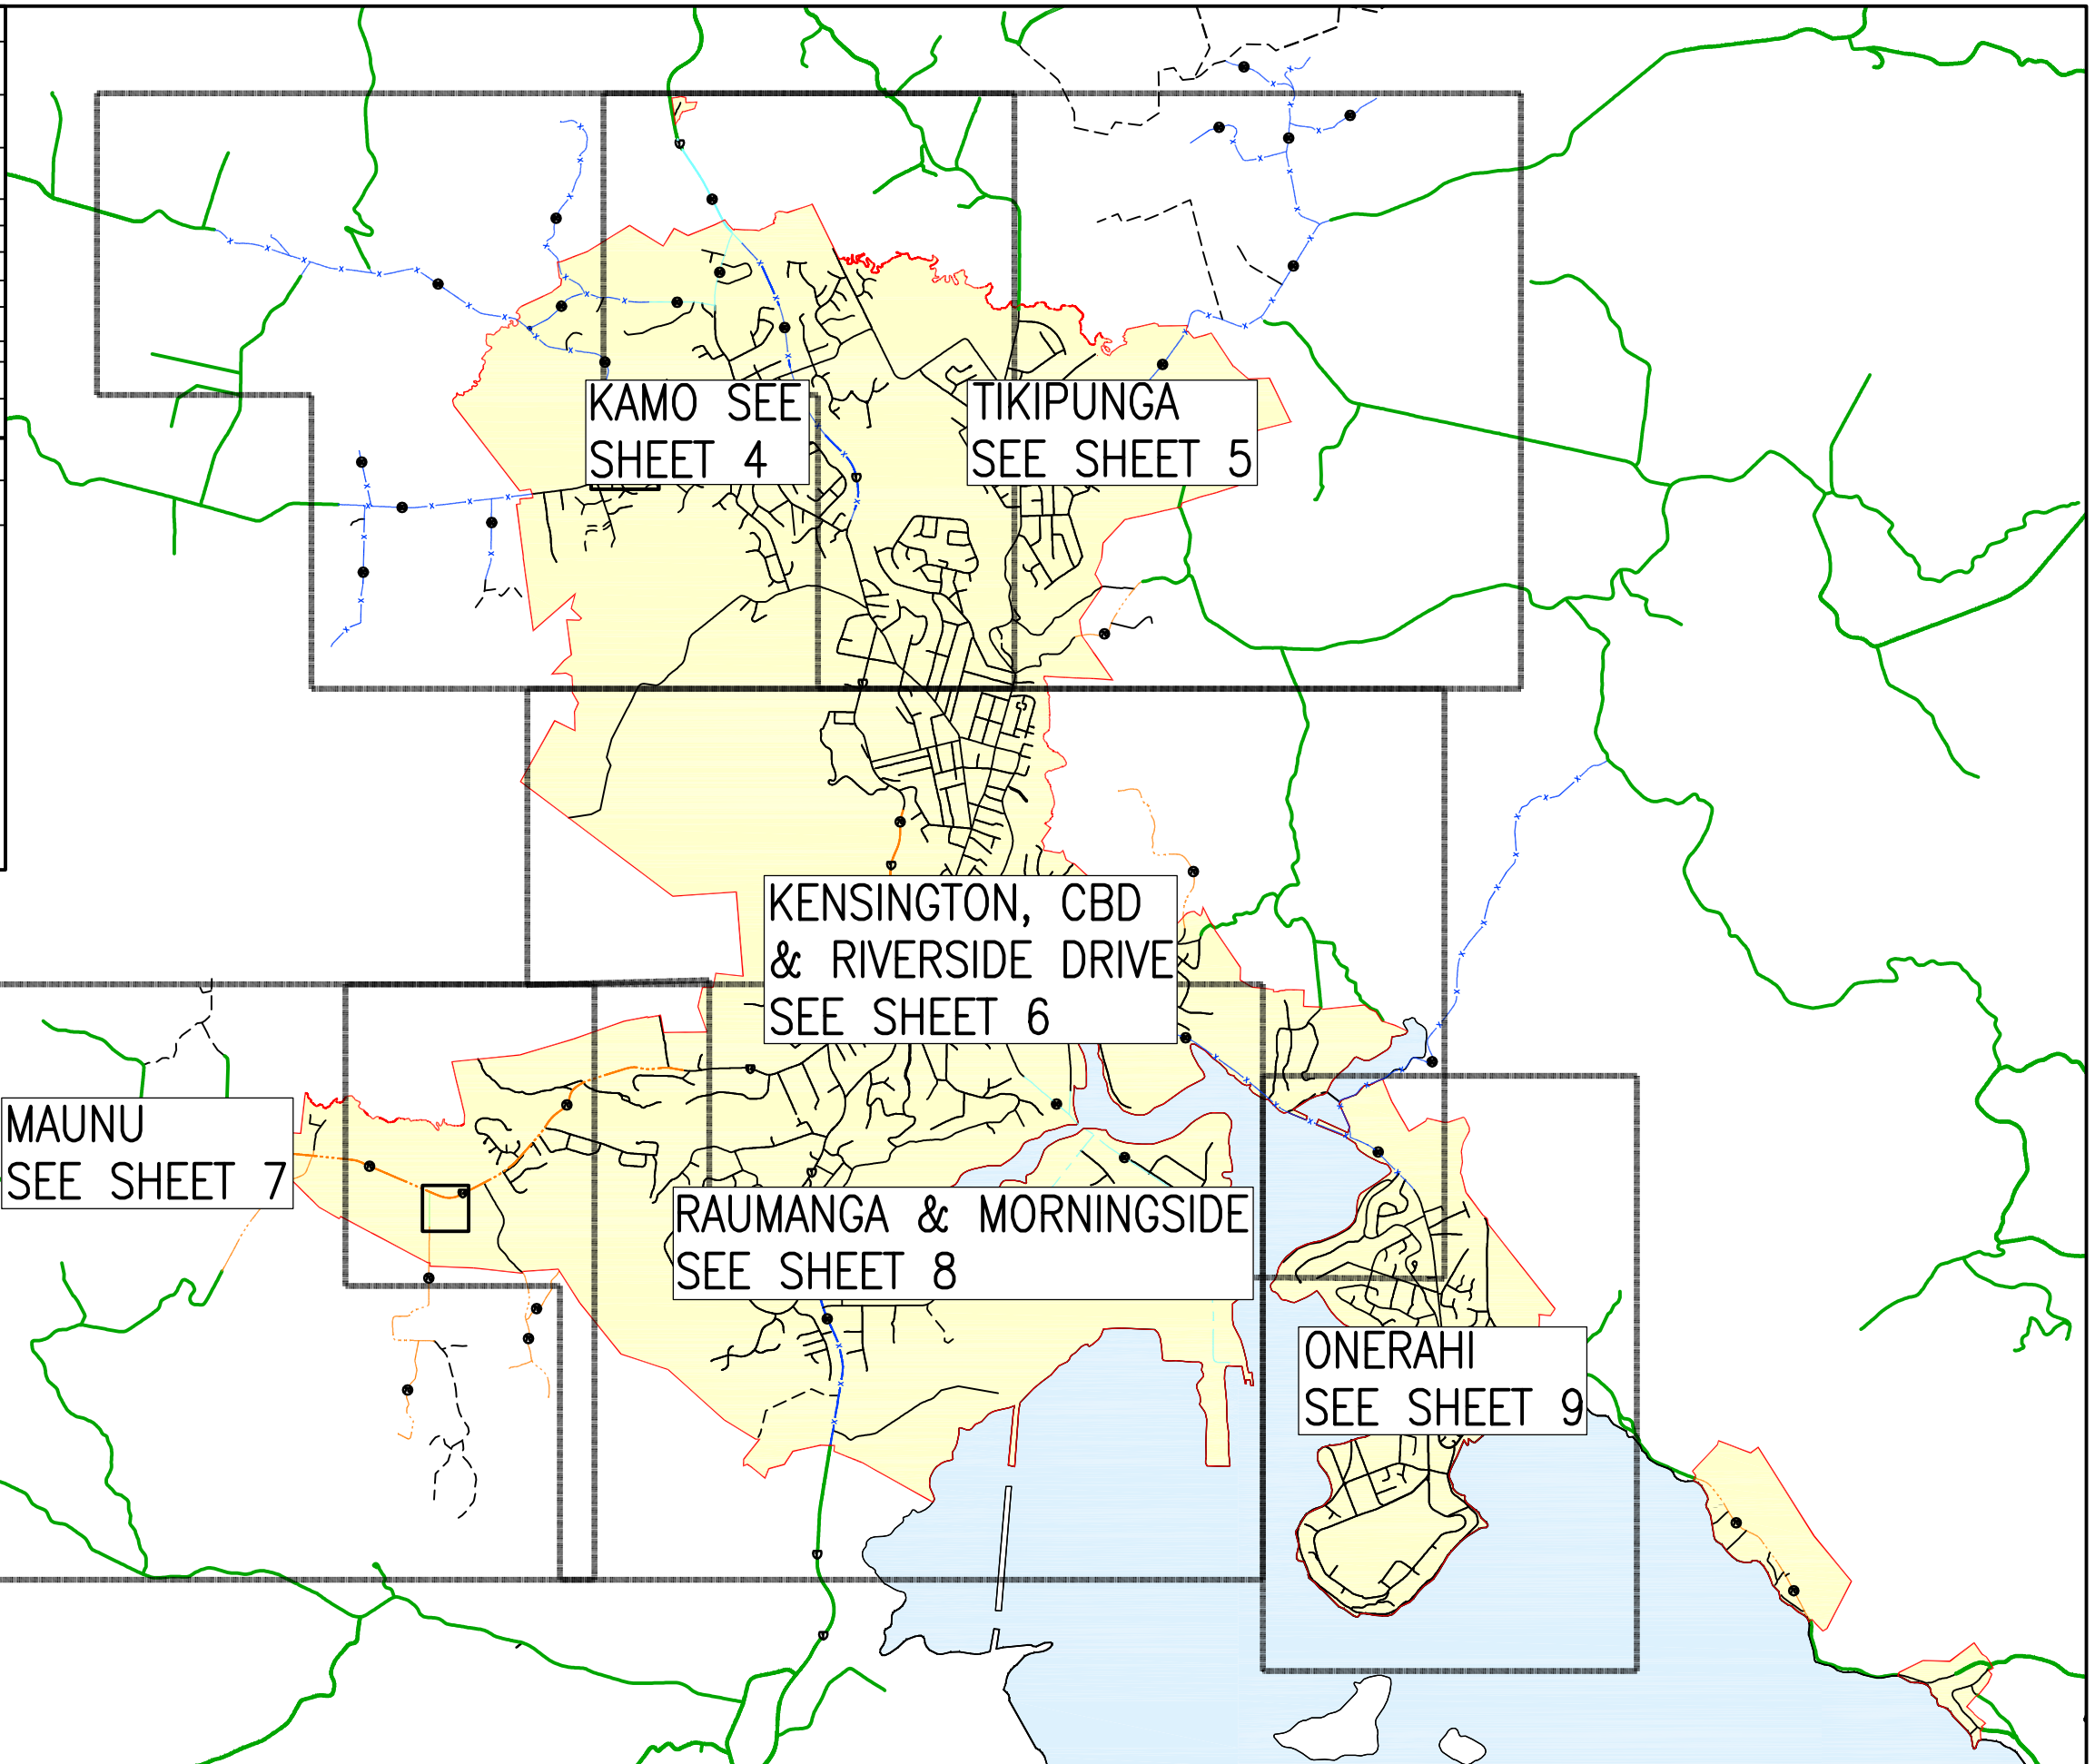 KAMO SEE
SHEET 4
TIKIPUNGA
SEE SHEET 5
KENSINGTON, CBD
& RIVERSIDE DRIVE
SEE SHEET 6
MAUNU
SEE SHEET 7
RAUMANGA & MORNINGSIDE
SEE SHEET 8
ONERAHI
SEE SHEET 9